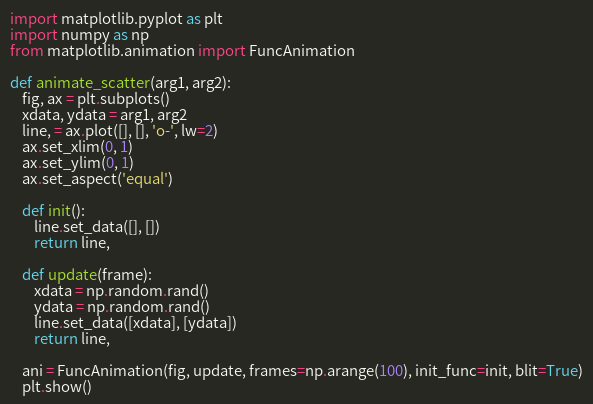 import matplotlib.pyplot as plt
import numpy as np
from matplotlib.animation import FuncAnimation

def animate_scatter(arg1, arg2):
    fig, ax = plt.subplots()
    xdata, ydata = arg1, arg2
    line, = ax.plot([], [], 'o-', lw=2)
    ax.set_xlim(0, 1)
    ax.set_ylim(0, 1)
    ax.set_aspect('equal')

    def init():
        line.set_data([], [])
        return line,

    def update(frame):
        xdata = np.random.rand()
        ydata = np.random.rand()
        line.set_data([xdata], [ydata])
        return line,

    ani = FuncAnimation(fig, update, frames=np.arange(100), init_func=init, blit=True)
    plt.show()